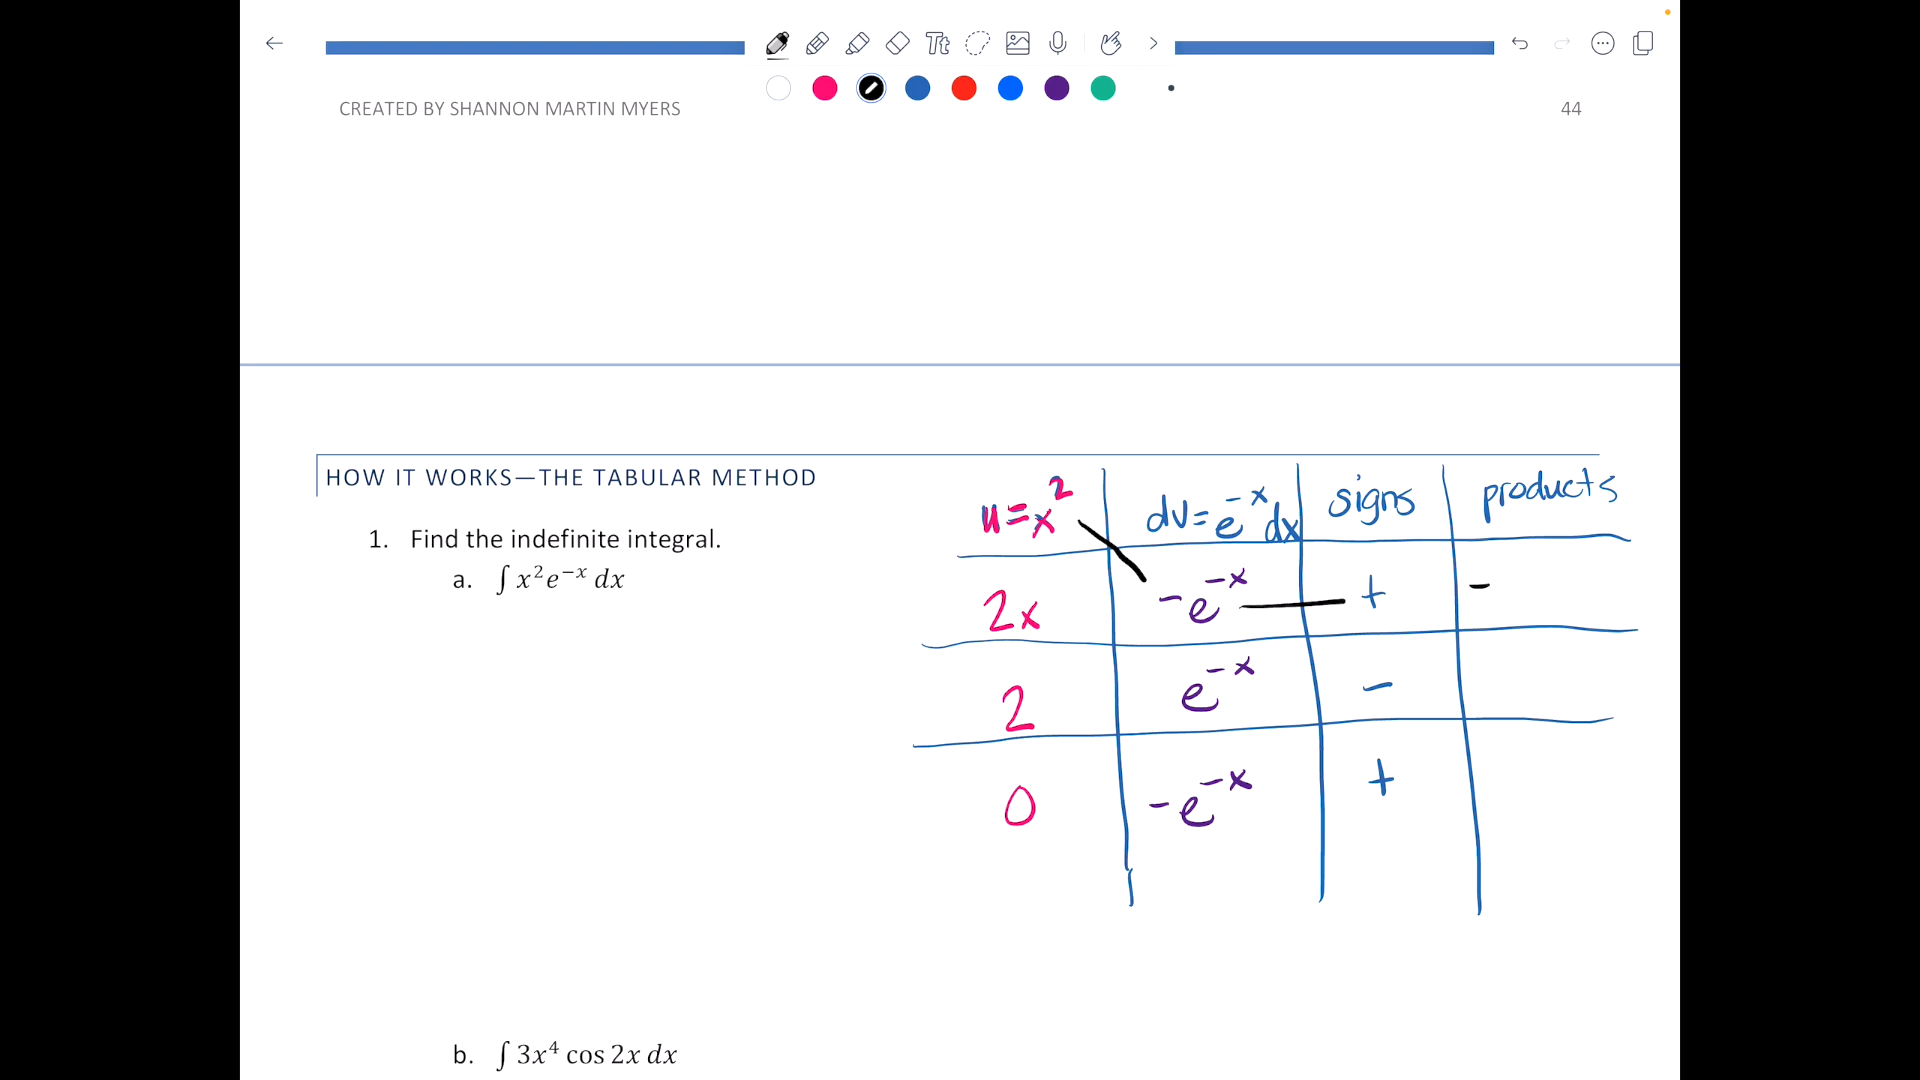 Tt
CREATED BY SHANNON MARTIN MYERS 44
HOW IT WORKS—THE TABULAR METHOD
1. Find the indefinite integral.
a. ∫ x²e⁻ˣ dx
u=x² dv=e⁻ˣdx signs products
2x -e⁻ˣ + -
2 e⁻ˣ -
0 -e⁻ˣ +
b. ∫ 3x⁴ cos 2x dx